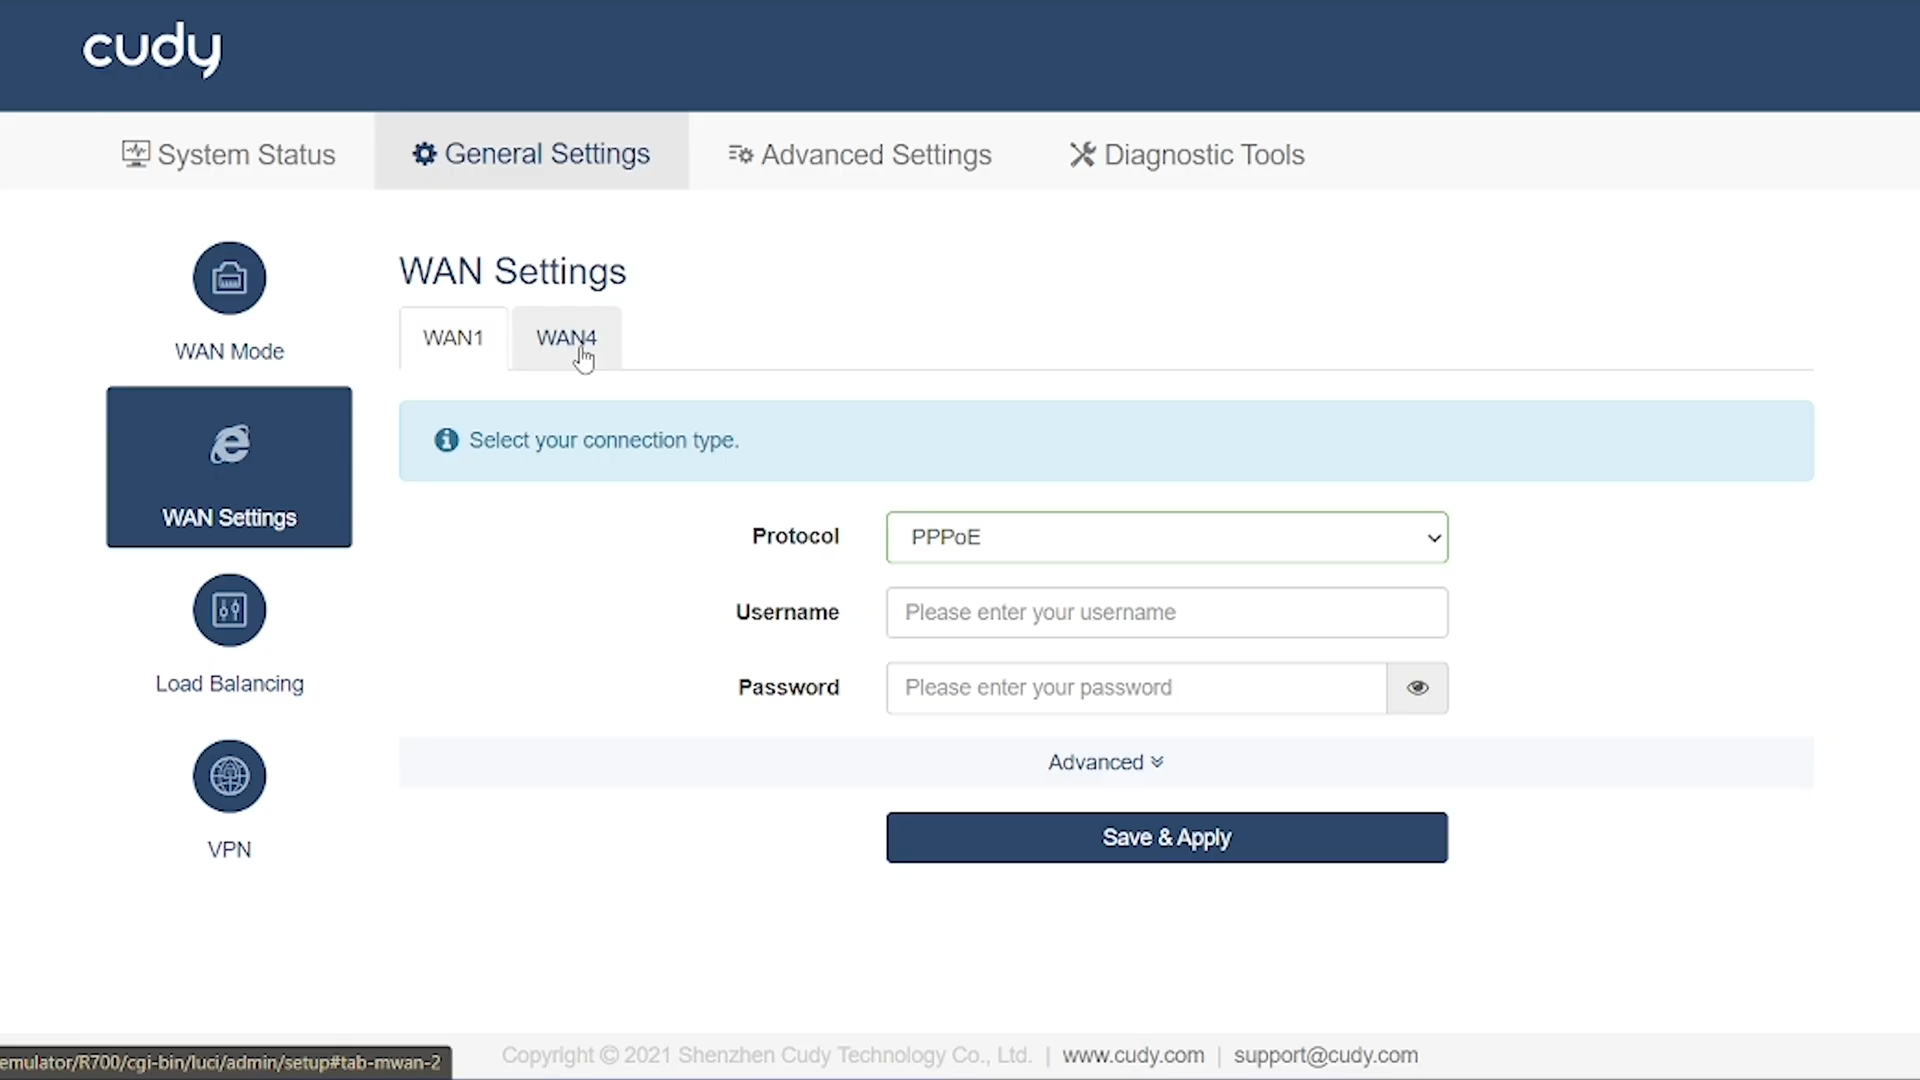 cudy
System Status
General Settings
Advanced Settings
Diagnostic Tools
WAN Mode
WAN Settings
Load Balancing
VPN
WAN Settings
WAN1
WAN4
Select your connection type.
Protocol
PPPoE
Username
Please enter your username
Password
Please enter your password
Advanced
Save & Apply
emulator/R700/cgi-bin/luci/admin/setup#tab-mwan-2
Copyright © 2021 Shenzhen Cudy Technology Co., Ltd. | www.cudy.com | support@cudy.com